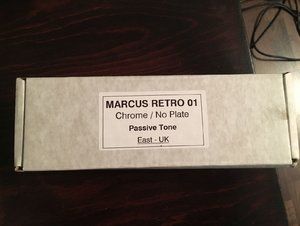 MARCUS RETRO 01
Chrome / No Plate
Passive Tone
East - UK